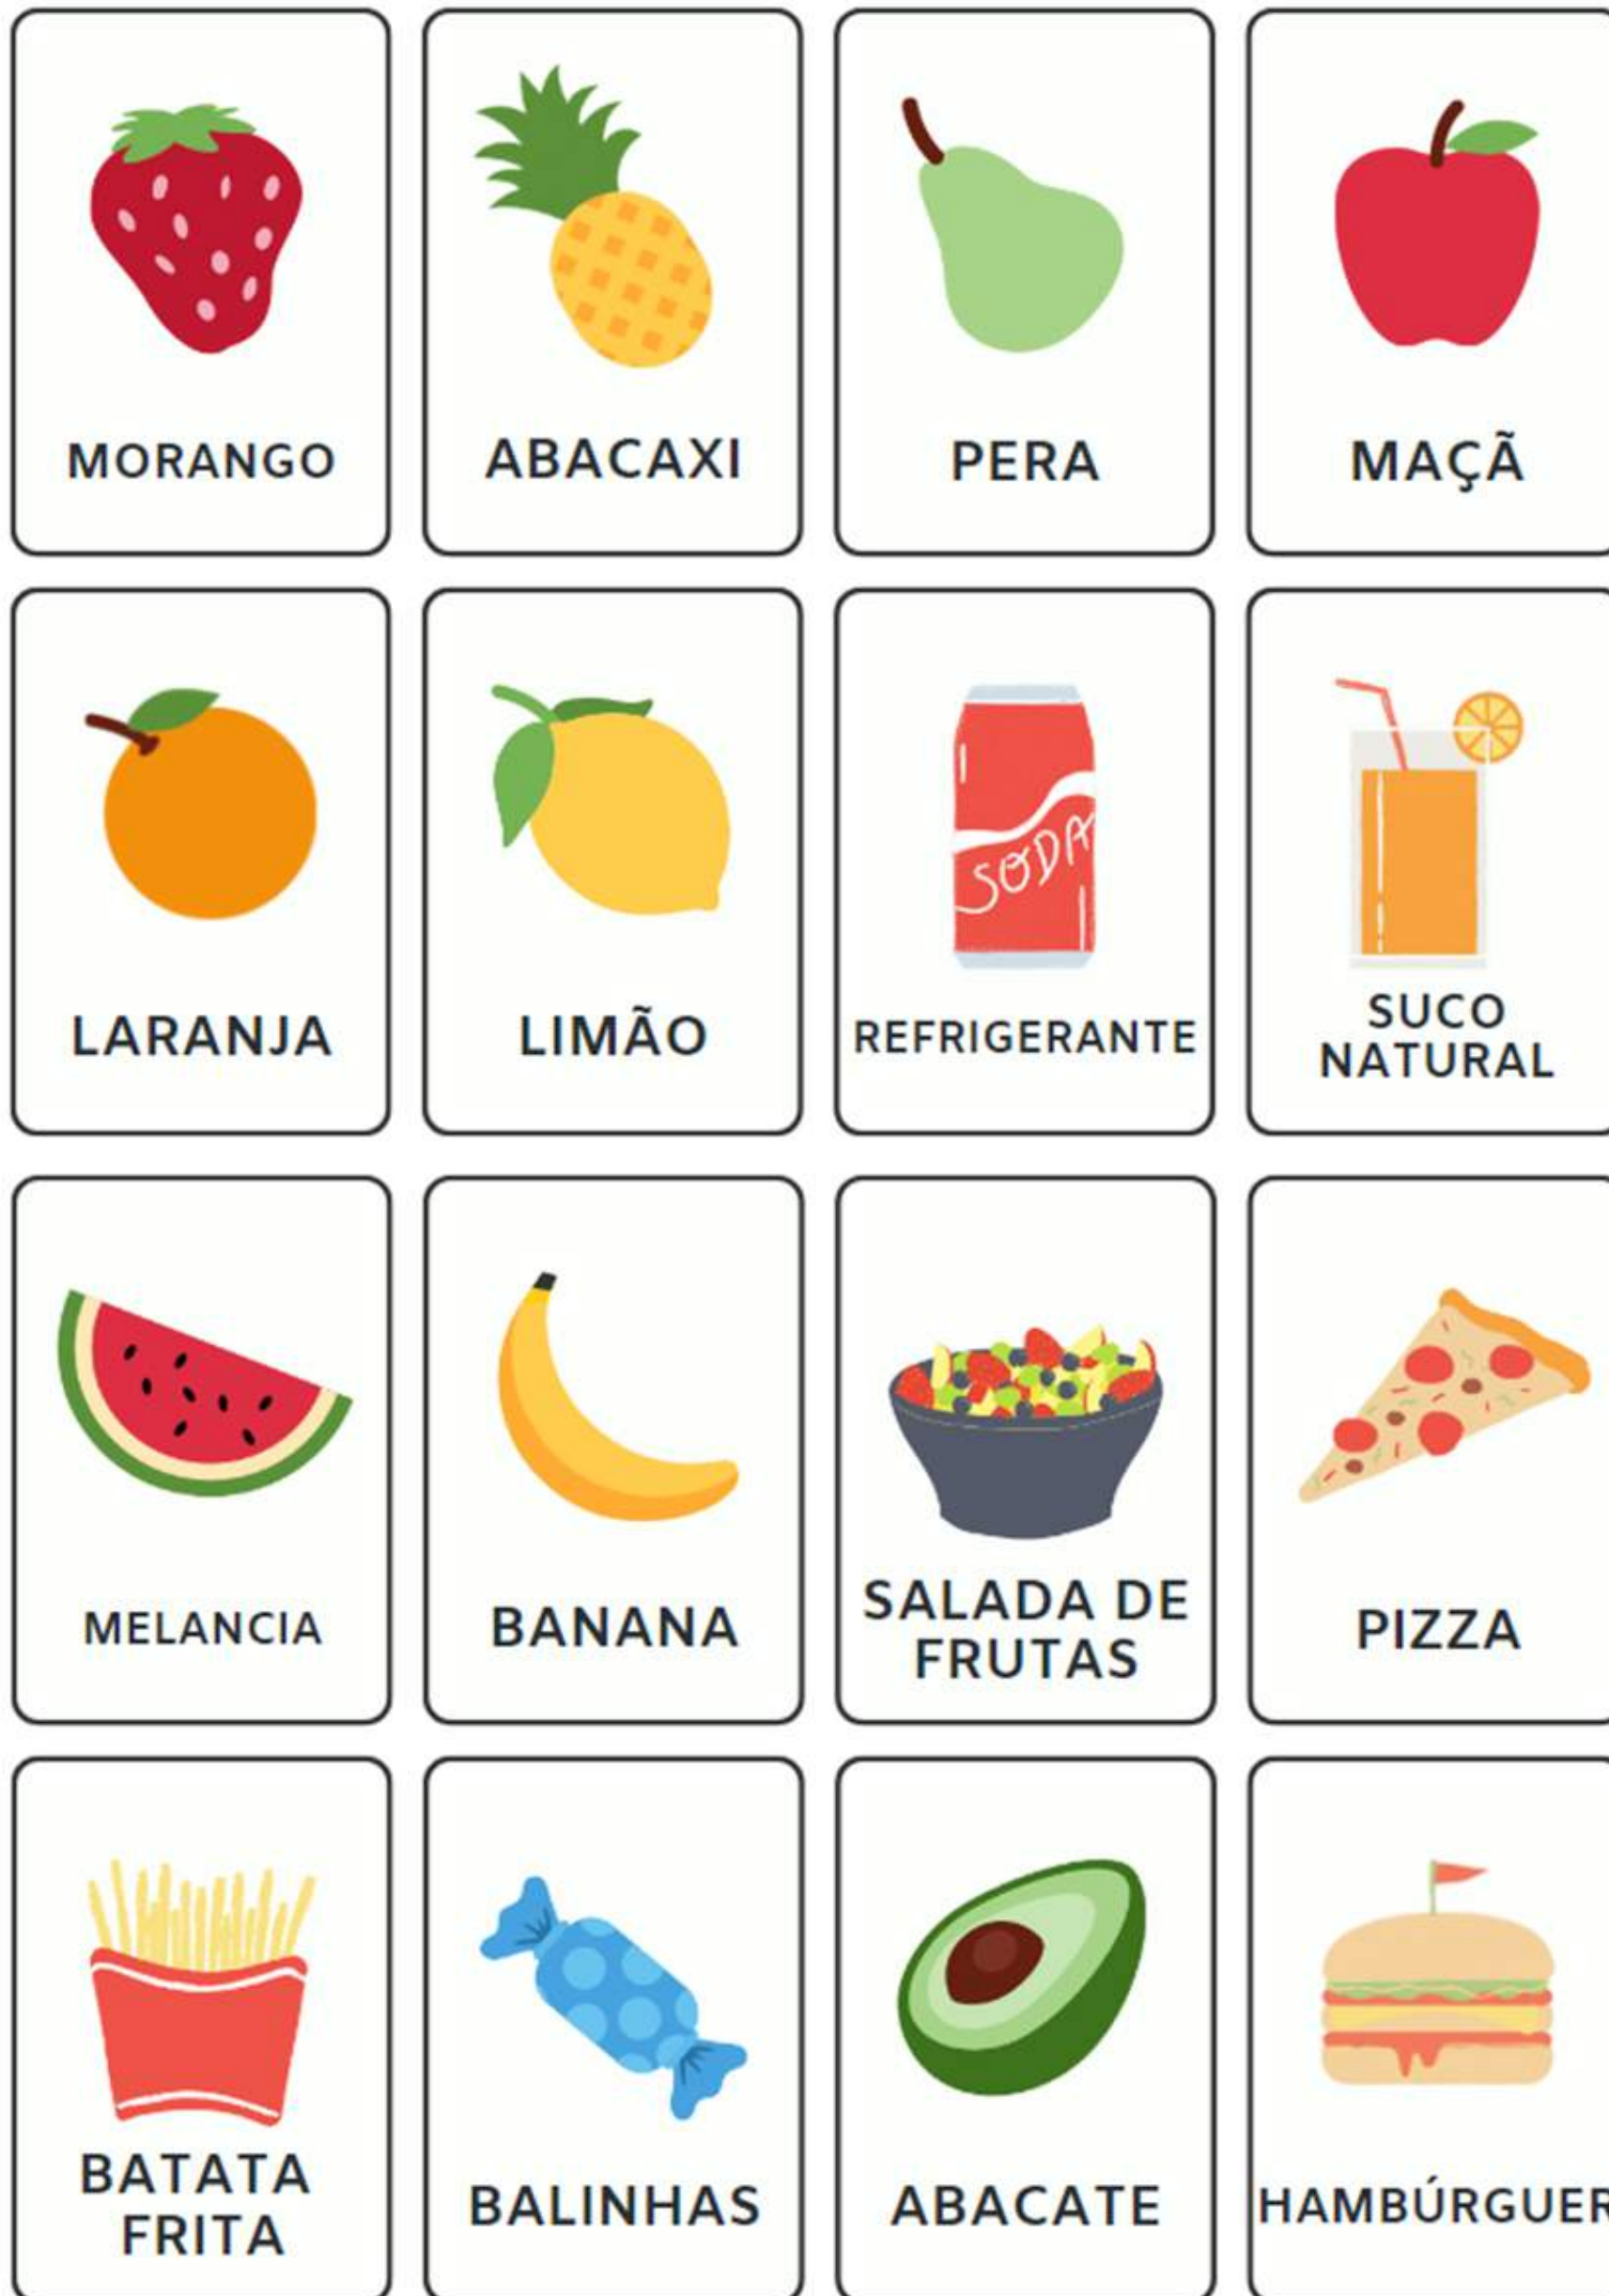 MORANGO
ABACAXI
PERA
MAÇÃ
LARANJA
LIMÃO
SODA
REFRIGERANTE
SUCO
NATURAL
MELANCIA
BANANA
SALADA DE
FRUTAS
PIZZA
BATATA
FRITA
BALINHAS
ABACATE
HAMBÚRGUER